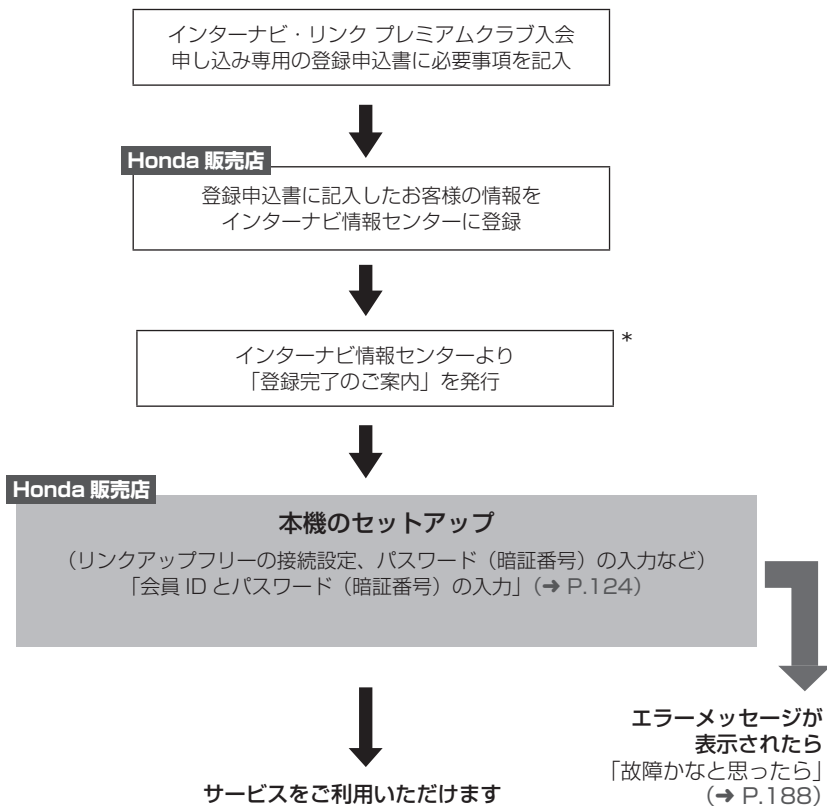 インターナビ・リンク プレミアムクラブ入会
申し込み専用の登録申込書に必要事項を記入
Honda 販売店
登録申込書に記入したお客様の情報を
インターナビ情報センターに登録
インターナビ情報センターより
「登録完了のご案内」を発行
*
Honda 販売店
本機のセットアップ
（リンクアップフリーの接続設定、パスワード（暗証番号）の入力など）
「会員 ID とパスワード（暗証番号）の入力」（➔ P.124）
サービスをご利用いただけます
エラーメッセージが
表示されたら
「故障かなと思ったら」
（➔ P.188）